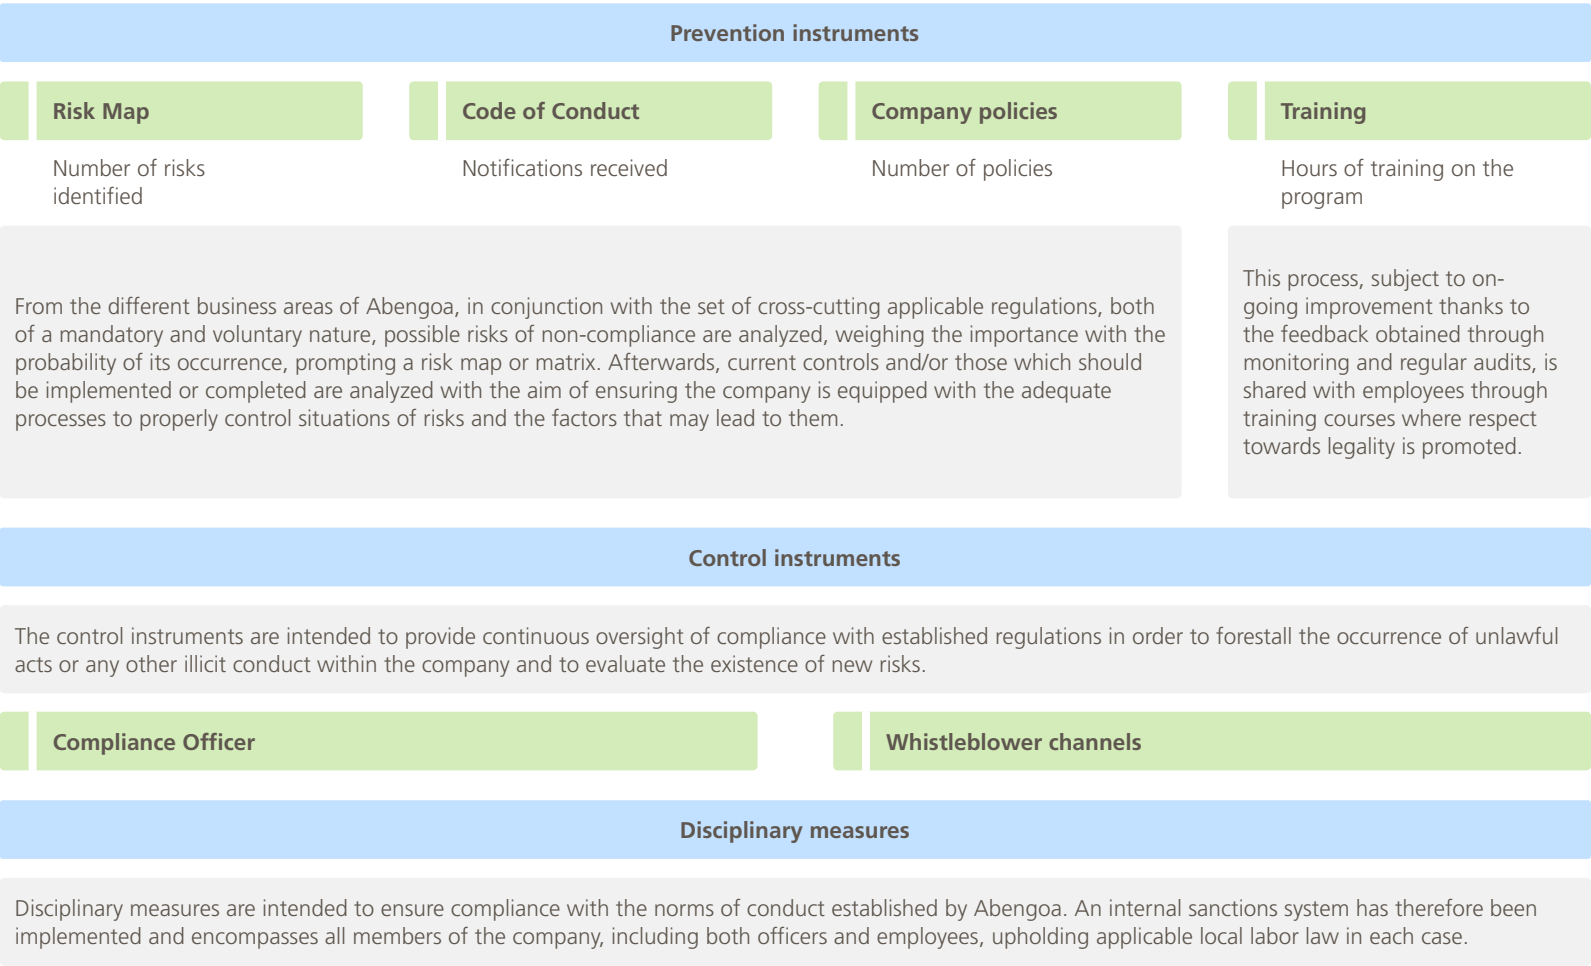 Prevention instruments
Risk Map
Code of Conduct
Company policies
Training
Number of risks
identified
Notifications received
Number of policies
Hours of training on the
program
From the different business areas of Abengoa, in conjunction with the set of cross-cutting applicable regulations, both
of a mandatory and voluntary nature, possible risks of non-compliance are analyzed, weighing the importance with the
probability of its occurrence, prompting a risk map or matrix. Afterwards, current controls and/or those which should
be implemented or completed are analyzed with the aim of ensuring the company is equipped with the adequate
processes to properly control situations of risks and the factors that may lead to them.
This process, subject to on-
going improvement thanks to
the feedback obtained through
monitoring and regular audits, is
shared with employees through
training courses where respect
towards legality is promoted.
Control instruments
The control instruments are intended to provide continuous oversight of compliance with established regulations in order to forestall the occurrence of unlawful
acts or any other illicit conduct within the company and to evaluate the existence of new risks.
Compliance Officer
Whistleblower channels
Disciplinary measures
Disciplinary measures are intended to ensure compliance with the norms of conduct established by Abengoa. An internal sanctions system has therefore been
implemented and encompasses all members of the company, including both officers and employees, upholding applicable local labor law in each case.